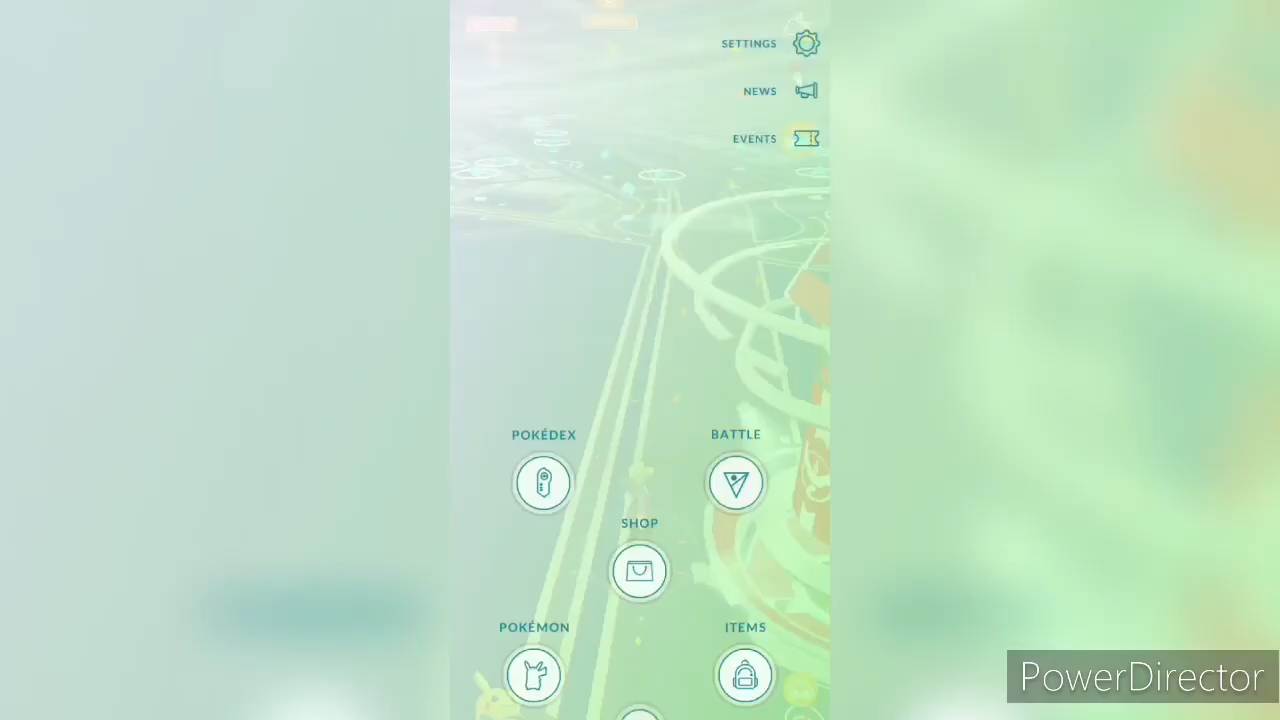 SETTINGS
NEWS
EVENTS
POKÉDEX
BATTLE
SHOP
POKÉMON
ITEMS
PowerDirector